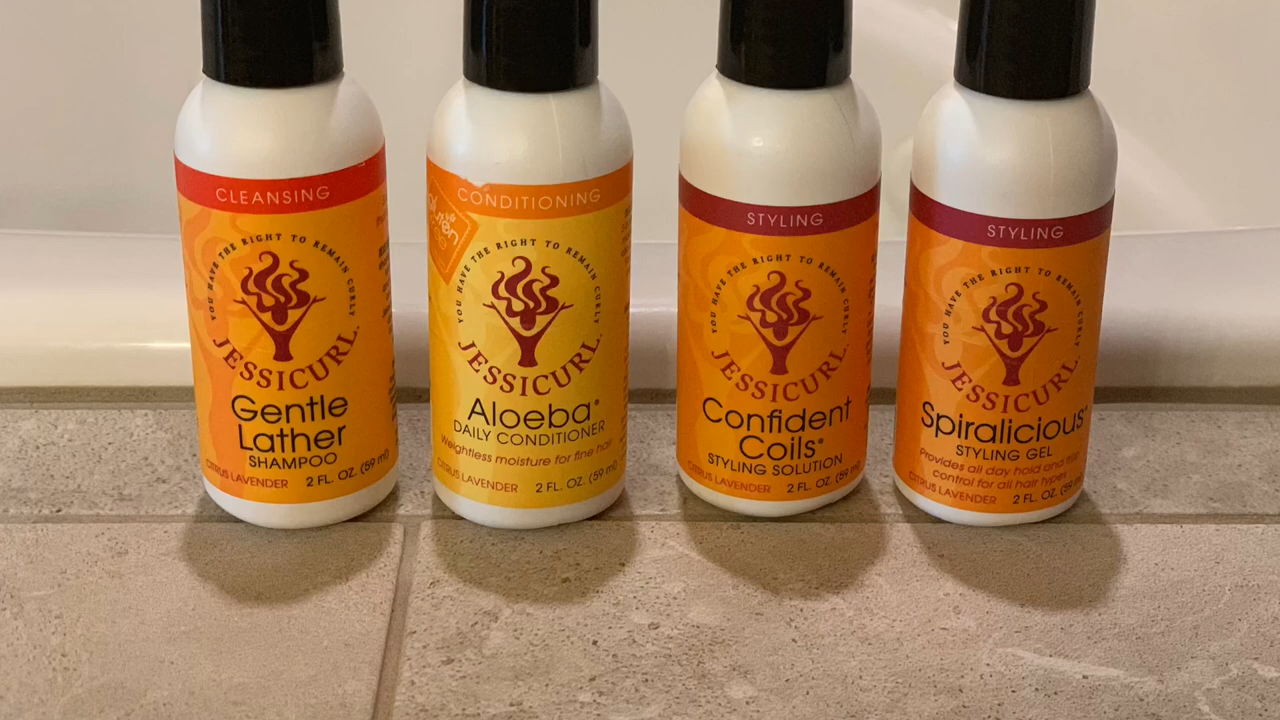 CLEANSING
YOU HAVE THE RIGHT TO REMAIN CURLY
JESSICURL
Gentle
Lather
SHAMPOO
CITRUS LAVENDER 2 FL. OZ. (59 ml)
CONDITIONING
gluten
free
YOU HAVE THE RIGHT TO REMAIN CURLY
JESSICURL
Aloeba®
DAILY CONDITIONER
Weightless moisture for fine hair
CITRUS LAVENDER 2 FL. OZ. (59 ml)
STYLING
YOU HAVE THE RIGHT TO REMAIN CURLY
JESSICURL
Confident
Coils®
STYLING SOLUTION
CITRUS LAVENDER 2 FL. OZ. (59 ml)
STYLING
YOU HAVE THE RIGHT TO REMAIN CURLY
JESSICURL
Spiralicious®
STYLING GEL
Provides all day hold and
control for all hair types
CITRUS LAVENDER 2 FL. OZ. (59 ml)